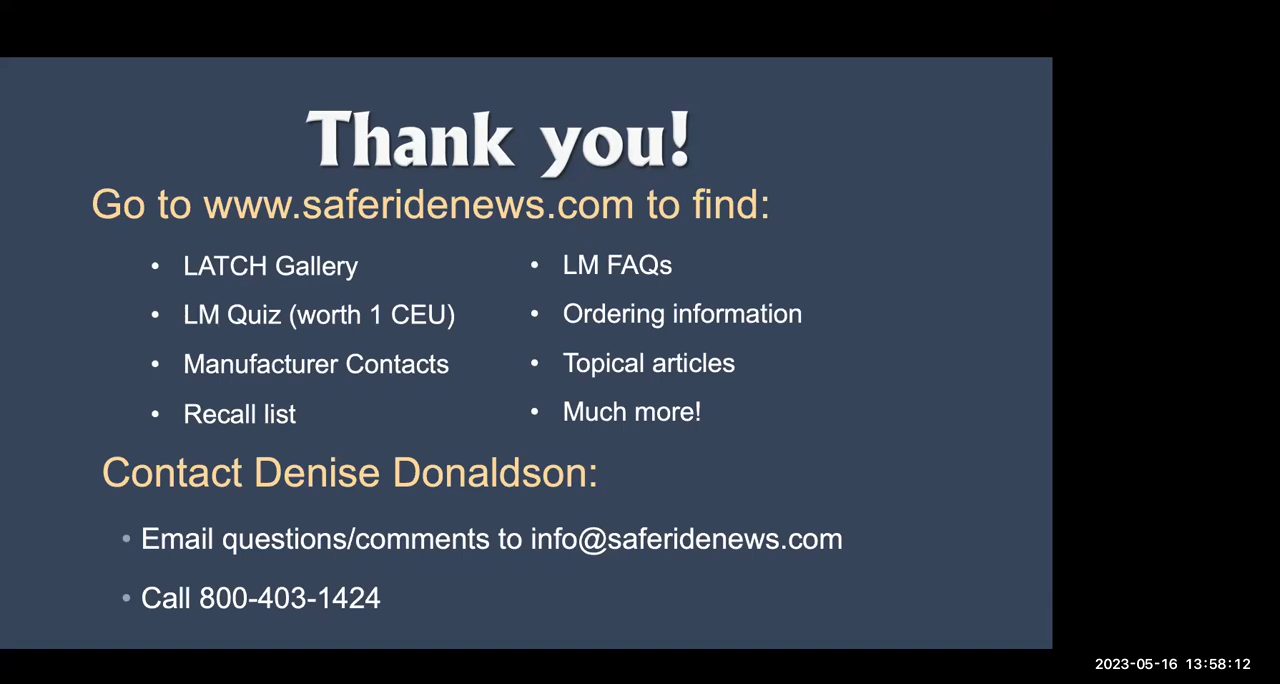 Thank you!
Go to www.saferidenews.com to find:
• LATCH Gallery
• LM Quiz (worth 1 CEU)
• Manufacturer Contacts
• Recall list
• LM FAQs
• Ordering information
• Topical articles
• Much more!
Contact Denise Donaldson:
• Email questions/comments to info@saferidenews.com
• Call 800-403-1424
2023-05-16 13:58:12